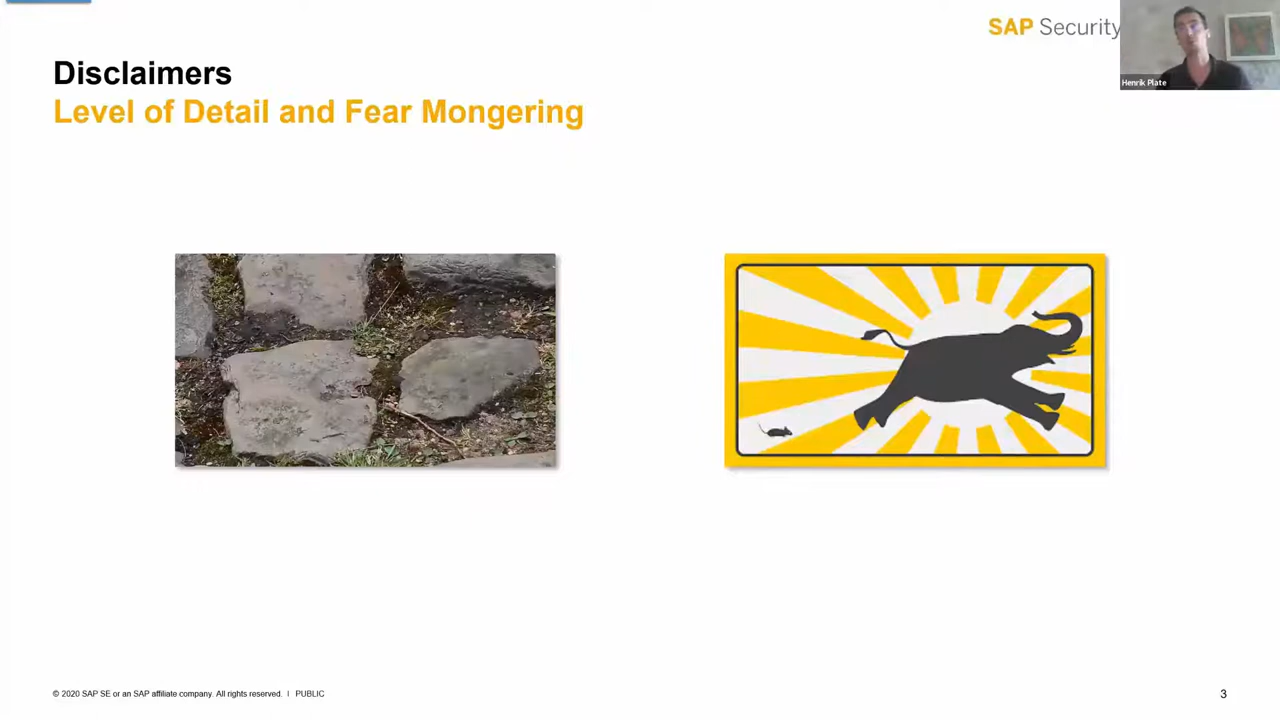 SAP Security
Henrik Plate
Disclaimers
Level of Detail and Fear Mongering
© 2020 SAP SE or an SAP affiliate company. All rights reserved. I PUBLIC
3